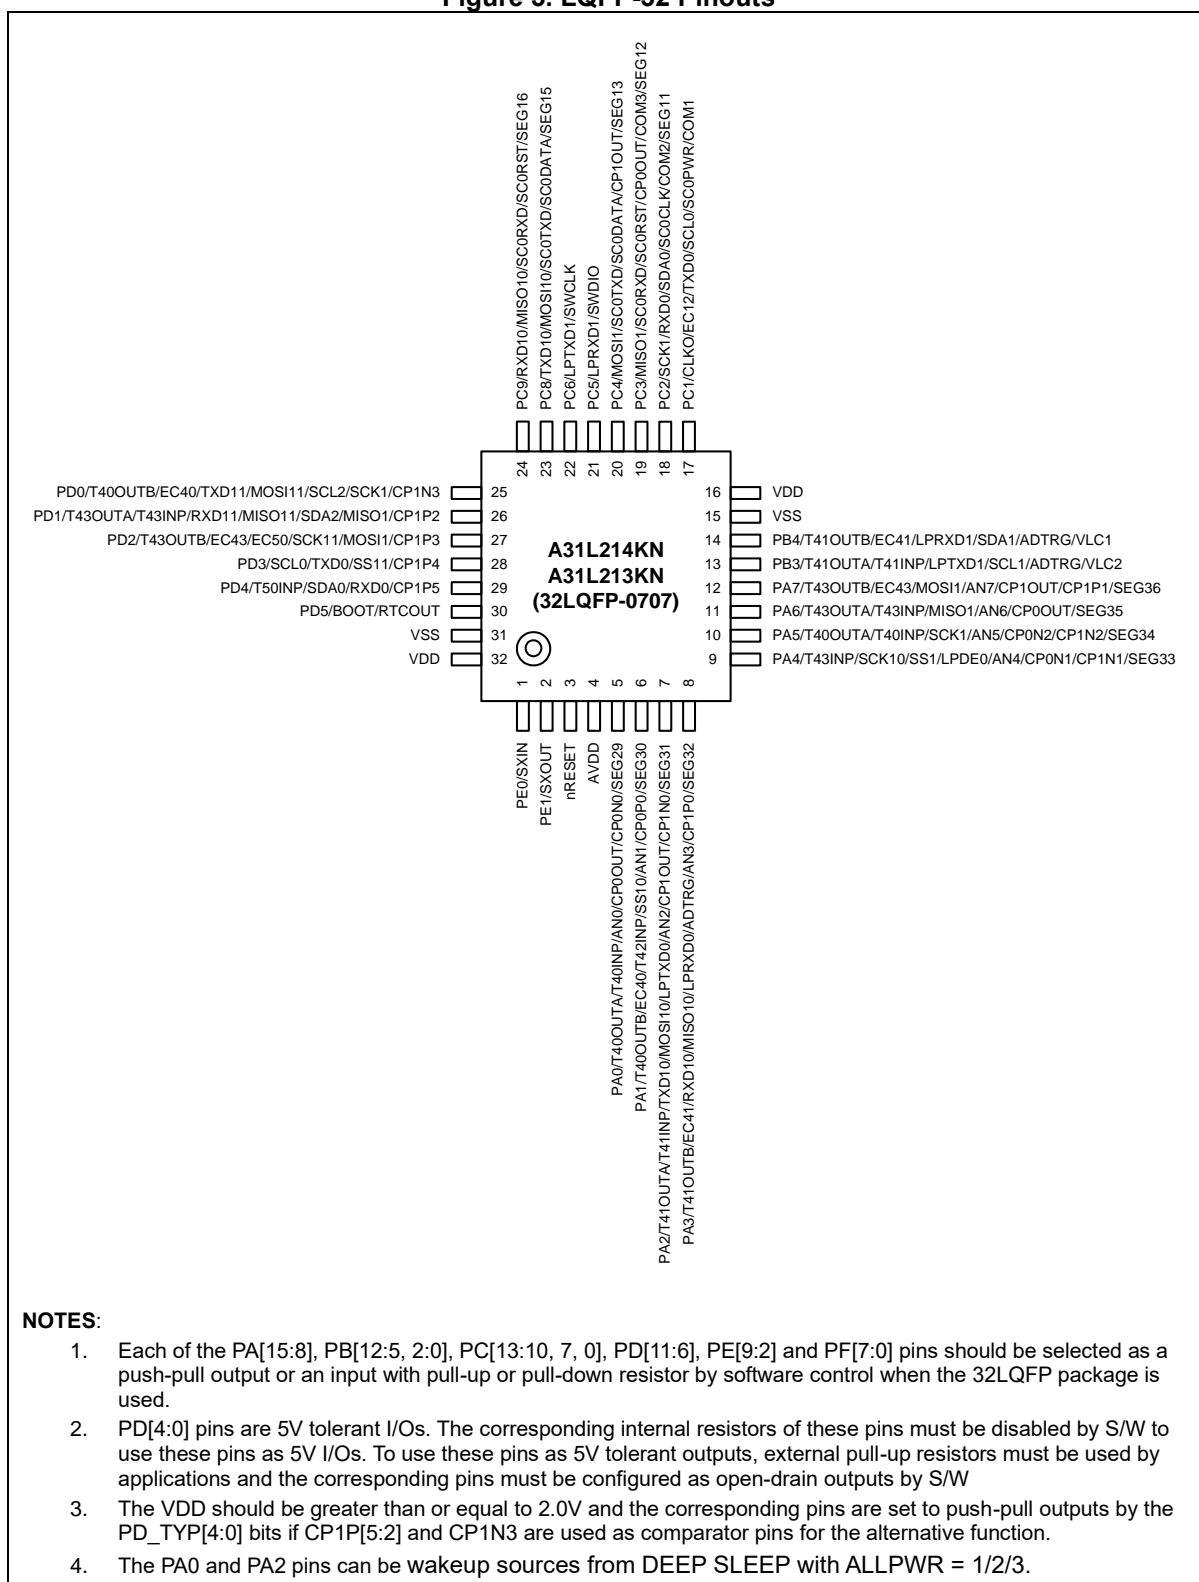 Figure 3. LQFP-32 Pinouts
PC9/RXD10/MISO10/SC0RXD/SC0RST/SEG16
PC8/TXD10/MOSI10/SC0TXD/SC0DATA/SEG15
PC6/LPTXD1/SWCLK
PC5/LPRXD1/SWDIO
PC4/MOSI1/SC0TXD/SC0DATA/CP1OUT/SEG13
PC3/MISO1/SC0RXD/SC0RST/CP0OUT/COM3/SEG12
PC2/SCK1/RXD0/SDA0/SC0CLK/COM2/SEG11
PC1/CLKO/EC12/TXD0/SCL0/SC0PWR/COM1
24 23 22 21 20 19 18 17
PD0/T40OUTB/EC40/TXD11/MOSI11/SCL2/SCK1/CP1N3 25
PD1/T43OUTA/T43INP/RXD11/MISO11/SDA2/MISO1/CP1P2 26
PD2/T43OUTB/EC43/EC50/SCK11/MOSI1/CP1P3 27
PD3/SCL0/TXD0/SS11/CP1P4 28
PD4/T50INP/SDA0/RXD0/CP1P5 29
PD5/BOOT/RTCOUT 30
VSS 31
VDD 32
A31L214KN
A31L213KN
(32LQFP-0707)
16 VDD
15 VSS
14 PB4/T41OUTB/EC41/LPRXD1/SDA1/ADTRG/VLC1
13 PB3/T41OUTA/T41INP/LPTXD1/SCL1/ADTRG/VLC2
12 PA7/T43OUTB/EC43/MOSI1/AN7/CP1OUT/CP1P1/SEG36
11 PA6/T43OUTA/T43INP/MISO1/AN6/CP0OUT/SEG35
10 PA5/T40OUTA/T40INP/SCK1/AN5/CP0N2/CP1N2/SEG34
9 PA4/T43INP/SCK10/SS1/LPDE0/AN4/CP0N1/CP1N1/SEG33
1 2 3 4 5 6 7 8
PE0/SXIN
PE1/SXOUT
nRESET
AVDD
PA0/T40OUTA/T40INP/AN0/CP0OUT/CP0N0/SEG29
PA1/T40OUTB/EC40/T42INP/SS10/AN1/CP0P0/SEG30
PA2/T41OUTA/T41INP/TXD10/MOSI10/LPTXD0/AN2/CP1OUT/CP1N0/SEG31
PA3/T41OUTB/EC41/RXD10/MISO10/LPRXD0/ADTRG/AN3/CP1P0/SEG32
NOTES:
1. Each of the PA[15:8], PB[12:5, 2:0], PC[13:10, 7, 0], PD[11:6], PE[9:2] and PF[7:0] pins should be selected as a
push-pull output or an input with pull-up or pull-down resistor by software control when the 32LQFP package is
used.
2. PD[4:0] pins are 5V tolerant I/Os. The corresponding internal resistors of these pins must be disabled by S/W to
use these pins as 5V I/Os. To use these pins as 5V tolerant outputs, external pull-up resistors must be used by
applications and the corresponding pins must be configured as open-drain outputs by S/W
3. The VDD should be greater than or equal to 2.0V and the corresponding pins are set to push-pull outputs by the
PD_TYP[4:0] bits if CP1P[5:2] and CP1N3 are used as comparator pins for the alternative function.
4. The PA0 and PA2 pins can be wakeup sources from DEEP SLEEP with ALLPWR = 1/2/3.